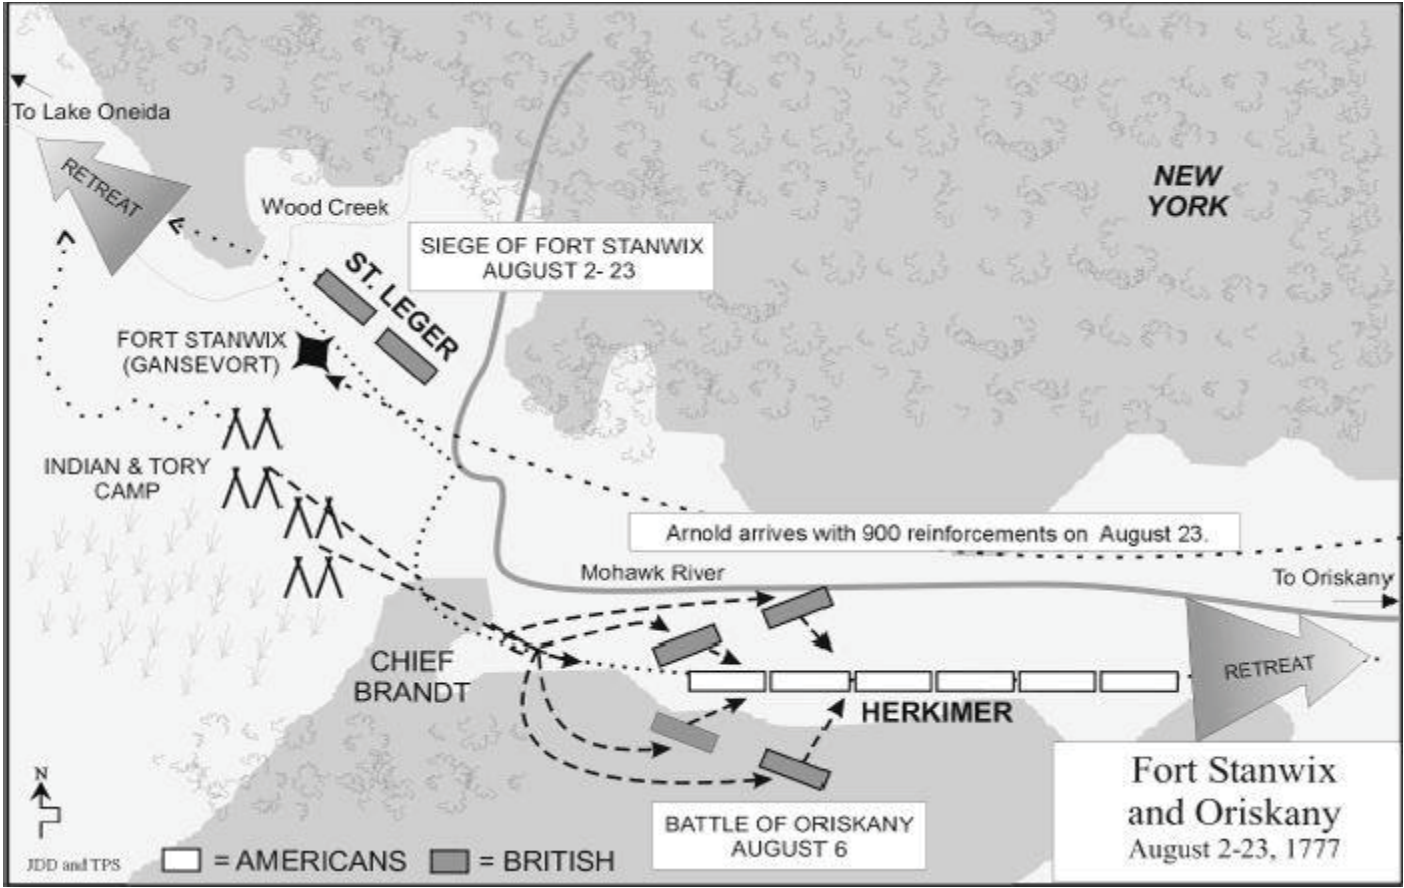 To Lake Oneida
RETREAT
Wood Creek
NEW
YORK
SIEGE OF FORT STANWIX
AUGUST 2- 23
ST. LEGER
FORT STANWIX
(GANSEVORT)
INDIAN & TORY
CAMP
Arnold arrives with 900 reinforcements on August 23.
Mohawk River
To Oriskany
CHIEF
BRANDT
RETREAT
HERKIMER
BATTLE OF ORISKANY
AUGUST 6
Fort Stanwix
and Oriskany
August 2-23, 1777
N
JDD and TPS
= AMERICANS
= BRITISH